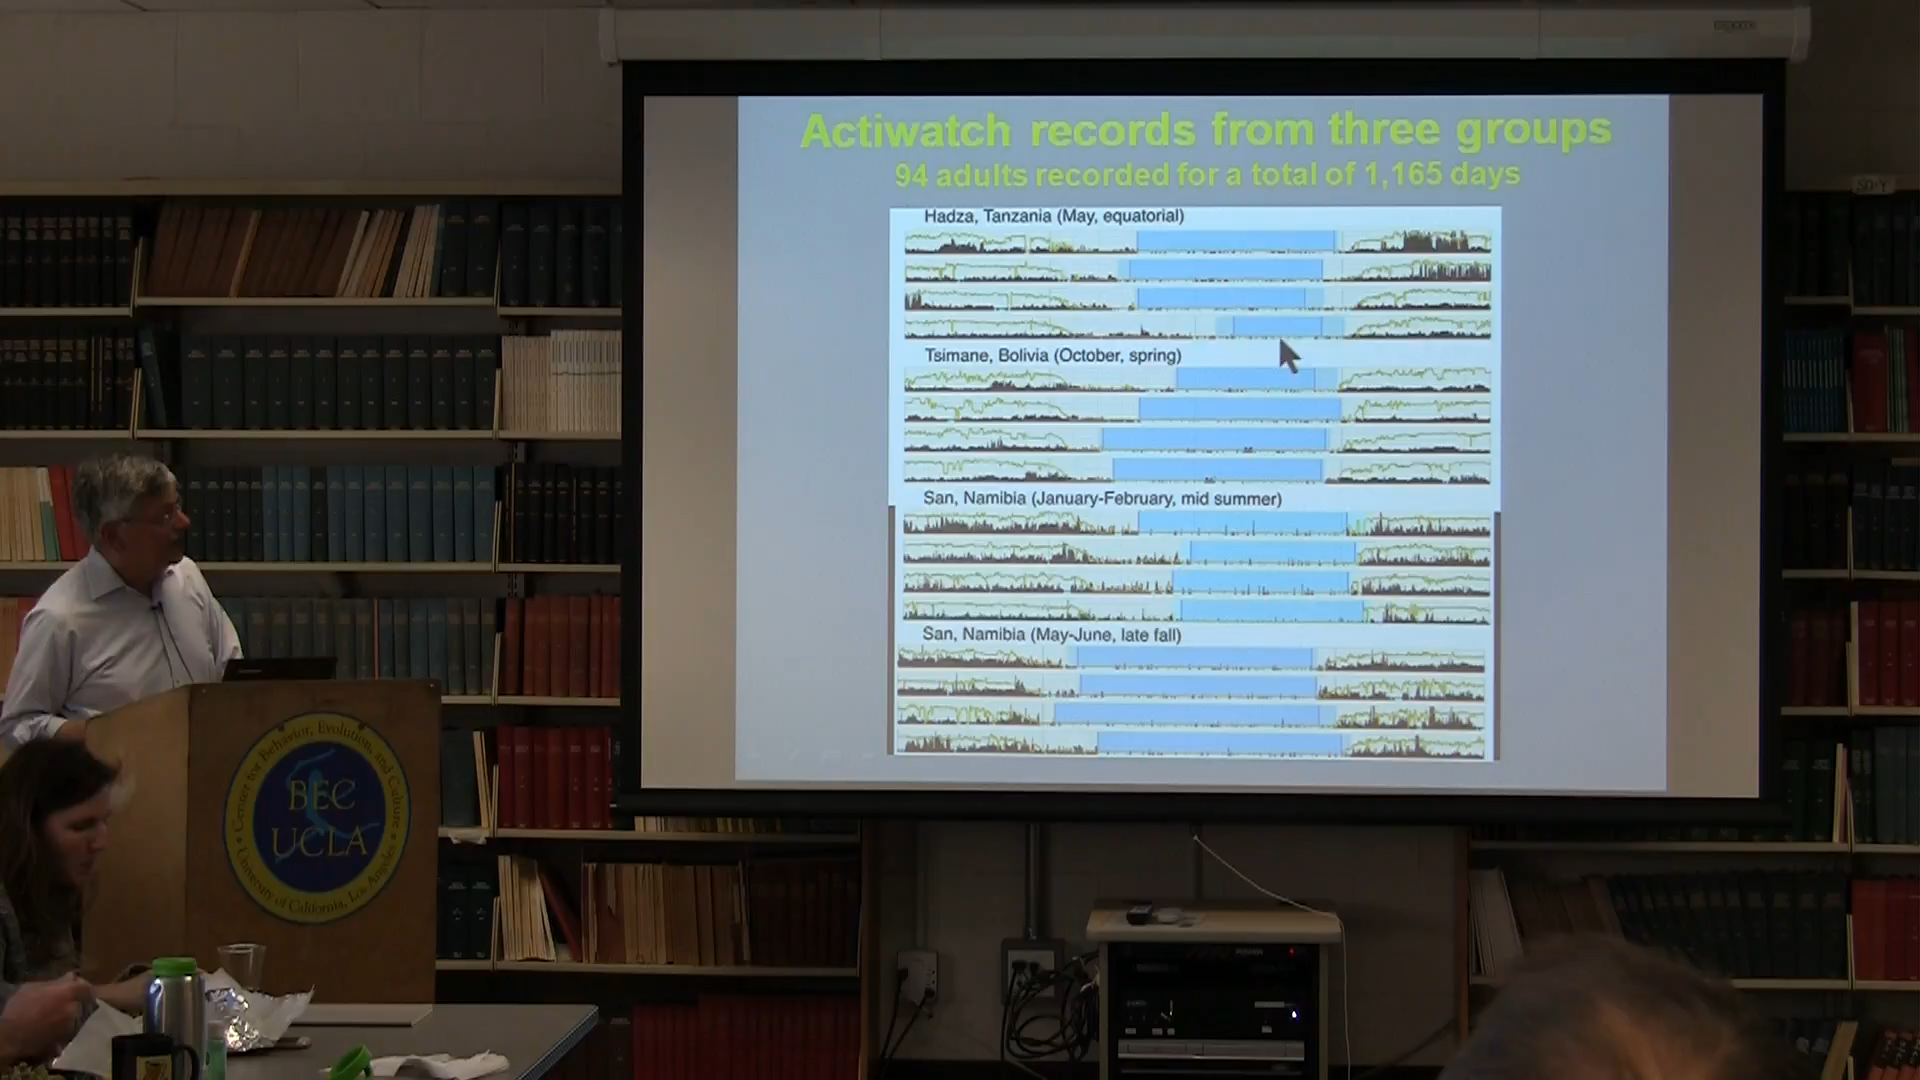 Actiwatch records from three groups
94 adults recorded for a total of 1,165 days
Hadza, Tanzania (May, equatorial)
Tsimane, Bolivia (October, spring)
San, Namibia (January-February, mid summer)
San, Namibia (May-June, late fall)
Center for Behavior, Evolution, and Culture
BEC
UCLA
University of California, Los Angeles